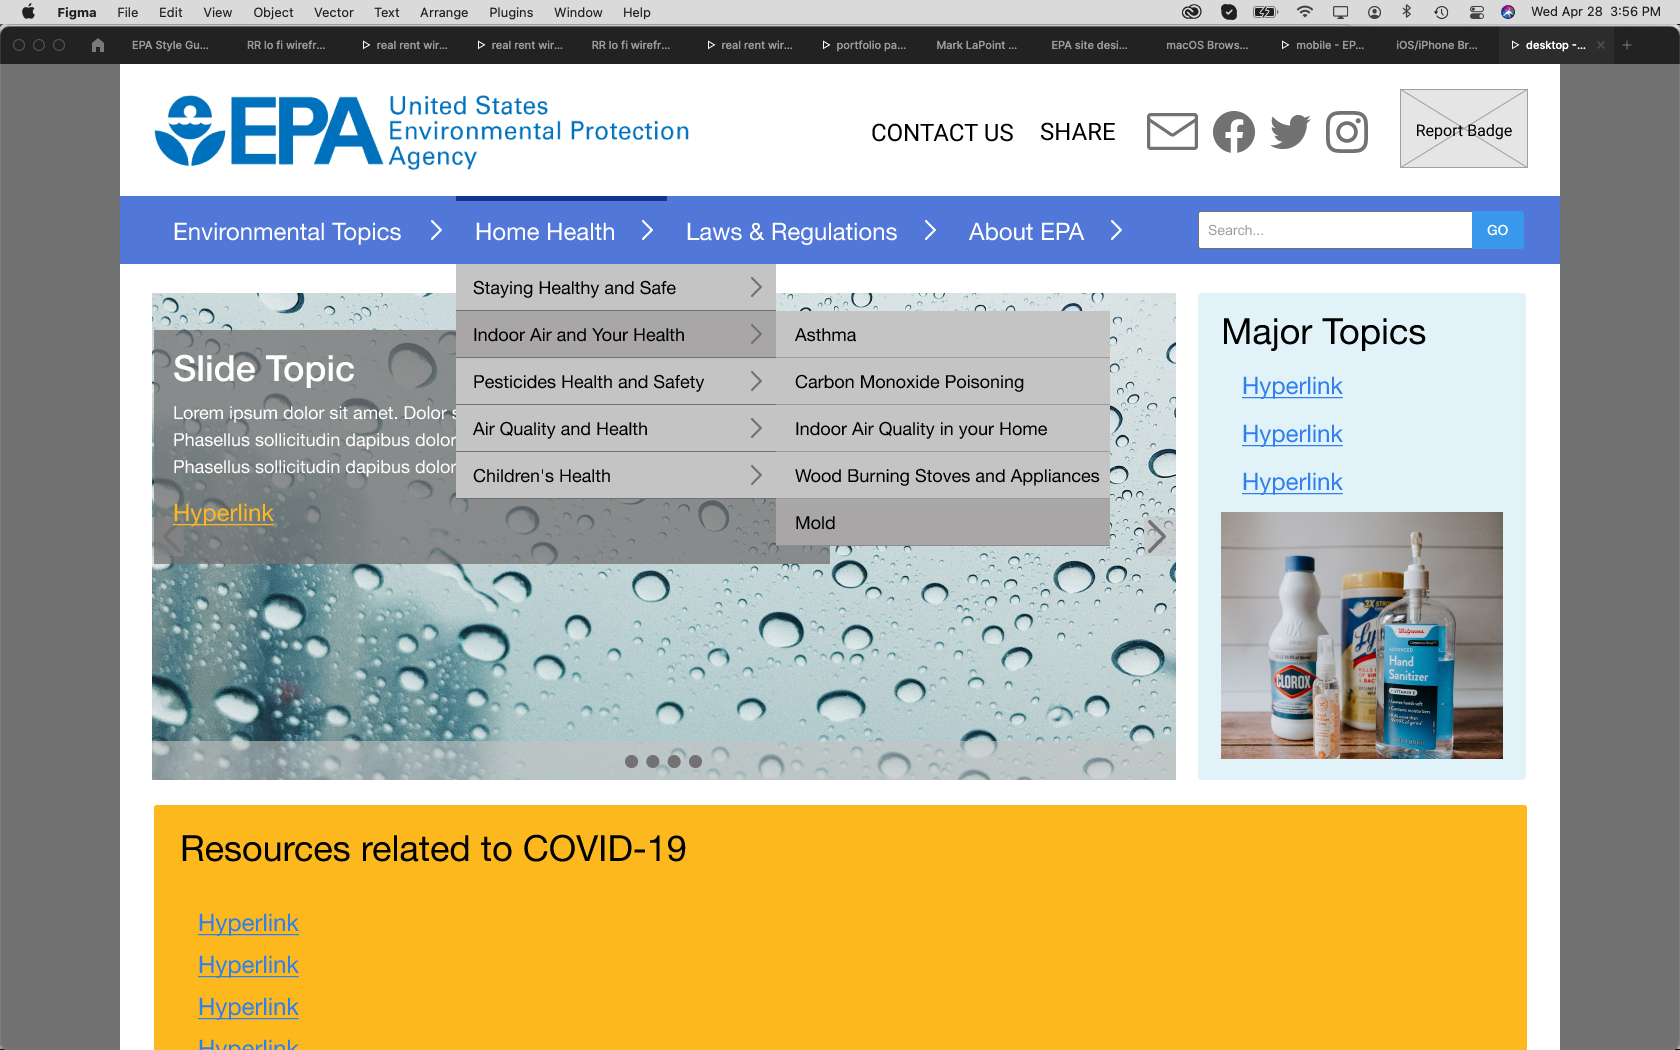 Figma File Edit View Object Vector Text Arrange Plugins Window Help Wed Apr 28 3:56 PM
EPA Style Gu... RR lo fi wirefr... real rent wir... real rent wir... RR lo fi wirefr... real rent wir... portfolio pa... Mark LaPoint ... EPA site desi... macOS Brows... mobile - EP... iOS/iPhone Br... desktop -...
EPA
United States
Environmental Protection
Agency
CONTACT US SHARE
Report Badge
Environmental Topics Home Health Laws & Regulations About EPA
Search... GO
Staying Healthy and Safe
Indoor Air and Your Health
Pesticides Health and Safety
Air Quality and Health
Children's Health
Asthma
Carbon Monoxide Poisoning
Indoor Air Quality in your Home
Wood Burning Stoves and Appliances
Mold
Slide Topic
Lorem ipsum dolor sit amet. Dolor s
Phasellus sollicitudin dapibus dolor
Phasellus sollicitudin dapibus dolor
Hyperlink
Major Topics
Hyperlink
Hyperlink
Hyperlink
CLOROX
Walgreens
ADVANCED
Hand
Sanitizer
VITAMIN E
Resources related to COVID-19
Hyperlink
Hyperlink
Hyperlink
Hyperlink